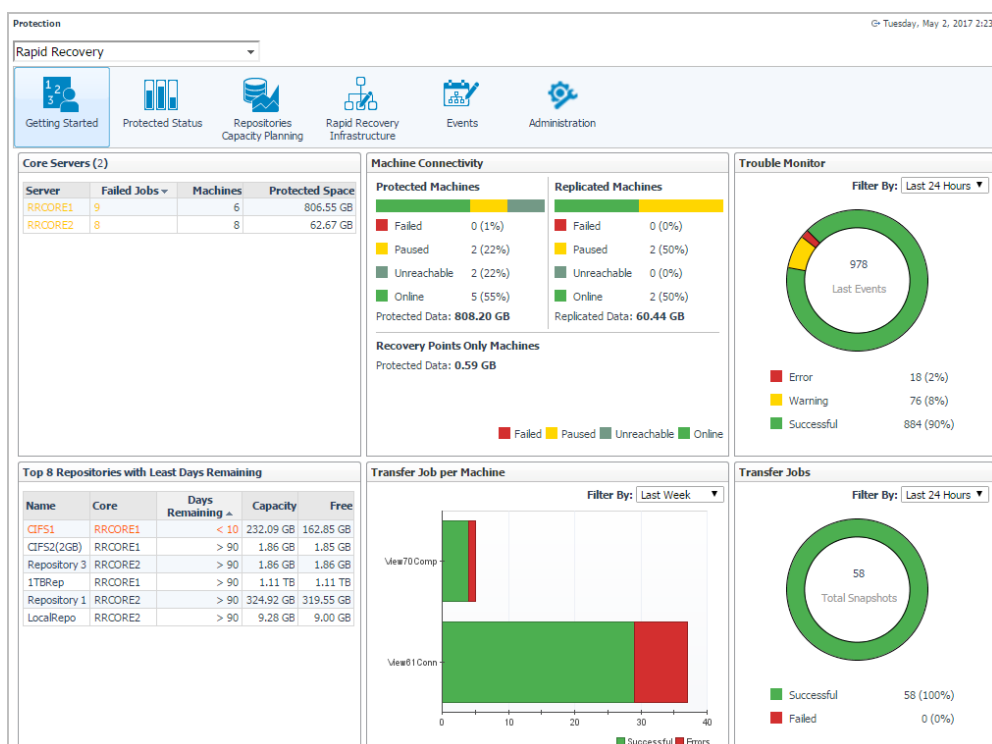 Protection
Tuesday, May 2, 2017 2:23
Rapid Recovery
1 2 3
Getting Started
Protected Status
Repositories
Capacity Planning
Rapid Recovery
Infrastructure
Events
Administration
Core Servers (2)
Server Failed Jobs Machines Protected Space
RRCORE1 9 6 806.55 GB
RRCORE2 8 8 62.67 GB
Machine Connectivity
Protected Machines
Failed 0 (1%)
Paused 2 (22%)
Unreachable 2 (22%)
Online 5 (55%)
Protected Data: 808.20 GB
Replicated Machines
Failed 0 (0%)
Paused 2 (50%)
Unreachable 0 (0%)
Online 2 (50%)
Replicated Data: 60.44 GB
Recovery Points Only Machines
Protected Data: 0.59 GB
Failed Paused Unreachable Online
Trouble Monitor
Filter By: Last 24 Hours
978
Last Events
Error 18 (2%)
Warning 76 (8%)
Successful 884 (90%)
Top 8 Repositories with Least Days Remaining
Name Core Days Remaining Capacity Free
CIFS1 RRCORE1 < 10 232.09 GB 162.85 GB
CIFS2(2GB) RRCORE1 > 90 1.86 GB 1.85 GB
Repository 3 RRCORE2 > 90 1.86 GB 1.86 GB
1TBRep RRCORE1 > 90 1.11 TB 1.11 TB
Repository 1 RRCORE2 > 90 324.92 GB 319.55 GB
LocalRepo RRCORE2 > 90 9.28 GB 9.00 GB
Transfer Job per Machine
Filter By: Last Week
View70Comp
View61Conn
0 10 20 30 40
Successful Errors
Transfer Jobs
Filter By: Last 24 Hours
58
Total Snapshots
Successful 58 (100%)
Failed 0 (0%)